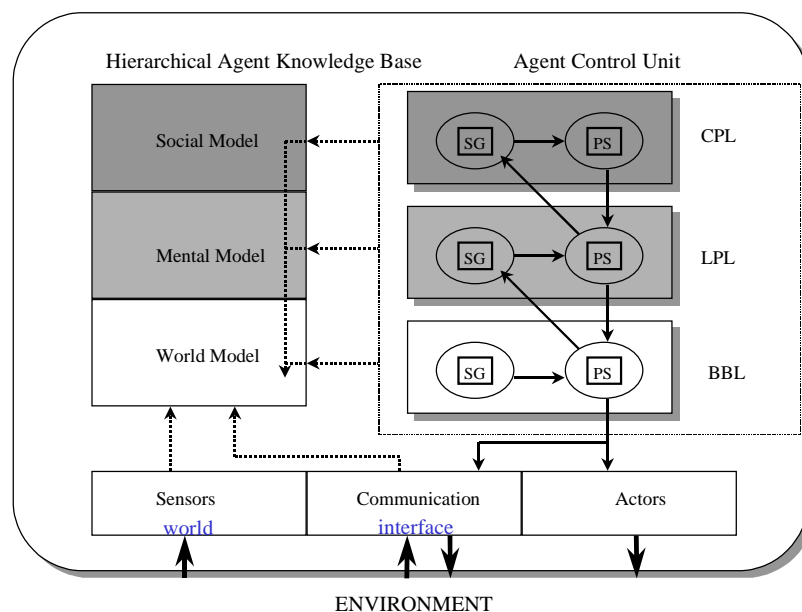 Hierarchical Agent Knowledge Base
Agent Control Unit
Social Model
SG
PS
CPL
Mental Model
SG
PS
LPL
World Model
SG
PS
BBL
Sensors
world
Communication
interface
Actors
ENVIRONMENT